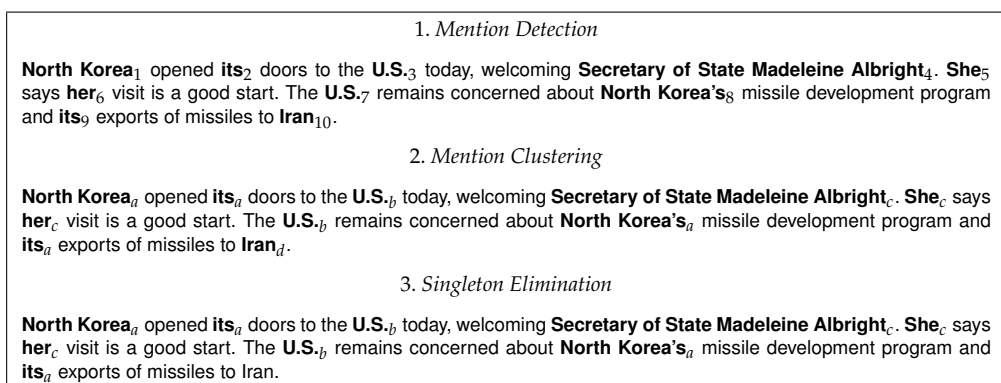 1. Mention Detection
North Korea1 opened its2 doors to the U.S.3 today, welcoming Secretary of State Madeleine Albright4. She5
says her6 visit is a good start. The U.S.7 remains concerned about North Korea's8 missile development program
and its9 exports of missiles to Iran10.
2. Mention Clustering
North Koreaa opened itsa doors to the U.S.b today, welcoming Secretary of State Madeleine Albrightc. Shec says
herc visit is a good start. The U.S.b remains concerned about North Korea'sa missile development program and
itsa exports of missiles to Irand.
3. Singleton Elimination
North Koreaa opened itsa doors to the U.S.b today, welcoming Secretary of State Madeleine Albrightc. Shec says
herc visit is a good start. The U.S.b remains concerned about North Korea'sa missile development program and
itsa exports of missiles to Iran.